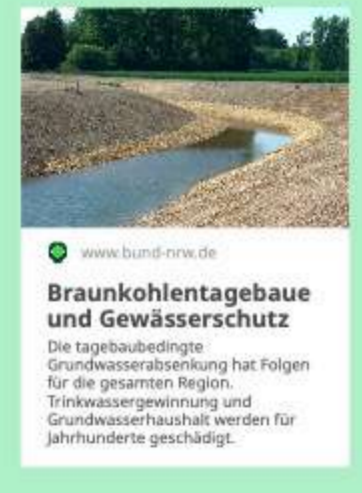 www.bund-nrw.de
Braunkohlentagebaue
und Gewässerschutz
Die tagebaubedingte
Grundwasserabsenkung hat Folgen
für die gesamten Region.
Trinkwassergewinnung und
Grundwasserhaushalt werden für
Jahrhunderte geschädigt.